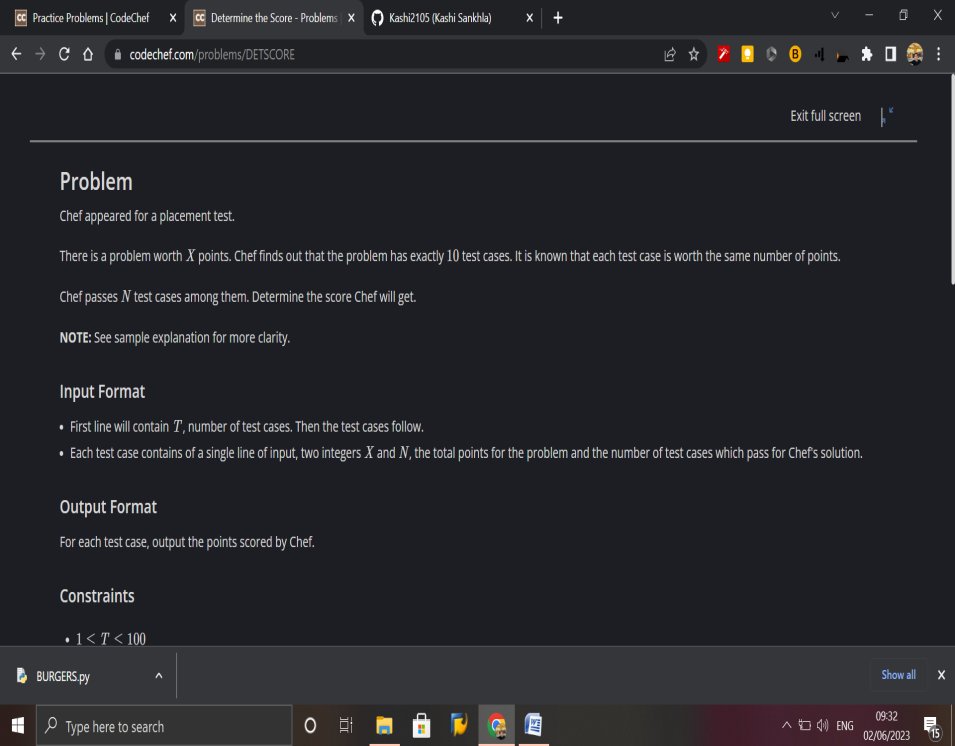 Practice Problems | CodeChef
Determine the Score - Problems |
Kashi2105 (Kashi Sankhla)
codechef.com/problems/DETSCORE
Exit full screen
Problem
Chef appeared for a placement test.
There is a problem worth X points. Chef finds out that the problem has exactly 10 test cases. It is known that each test case is worth the same number of points.
Chef passes N test cases among them. Determine the score Chef will get.
NOTE: See sample explanation for more clarity.
Input Format
• First line will contain T, number of test cases. Then the test cases follow.
• Each test case contains of a single line of input, two integers X and N, the total points for the problem and the number of test cases which pass for Chef's solution.
Output Format
For each test case, output the points scored by Chef.
Constraints
• 1 < T < 100
BURGERS.py
Show all
Type here to search
ENG
09:32
02/06/2023
15